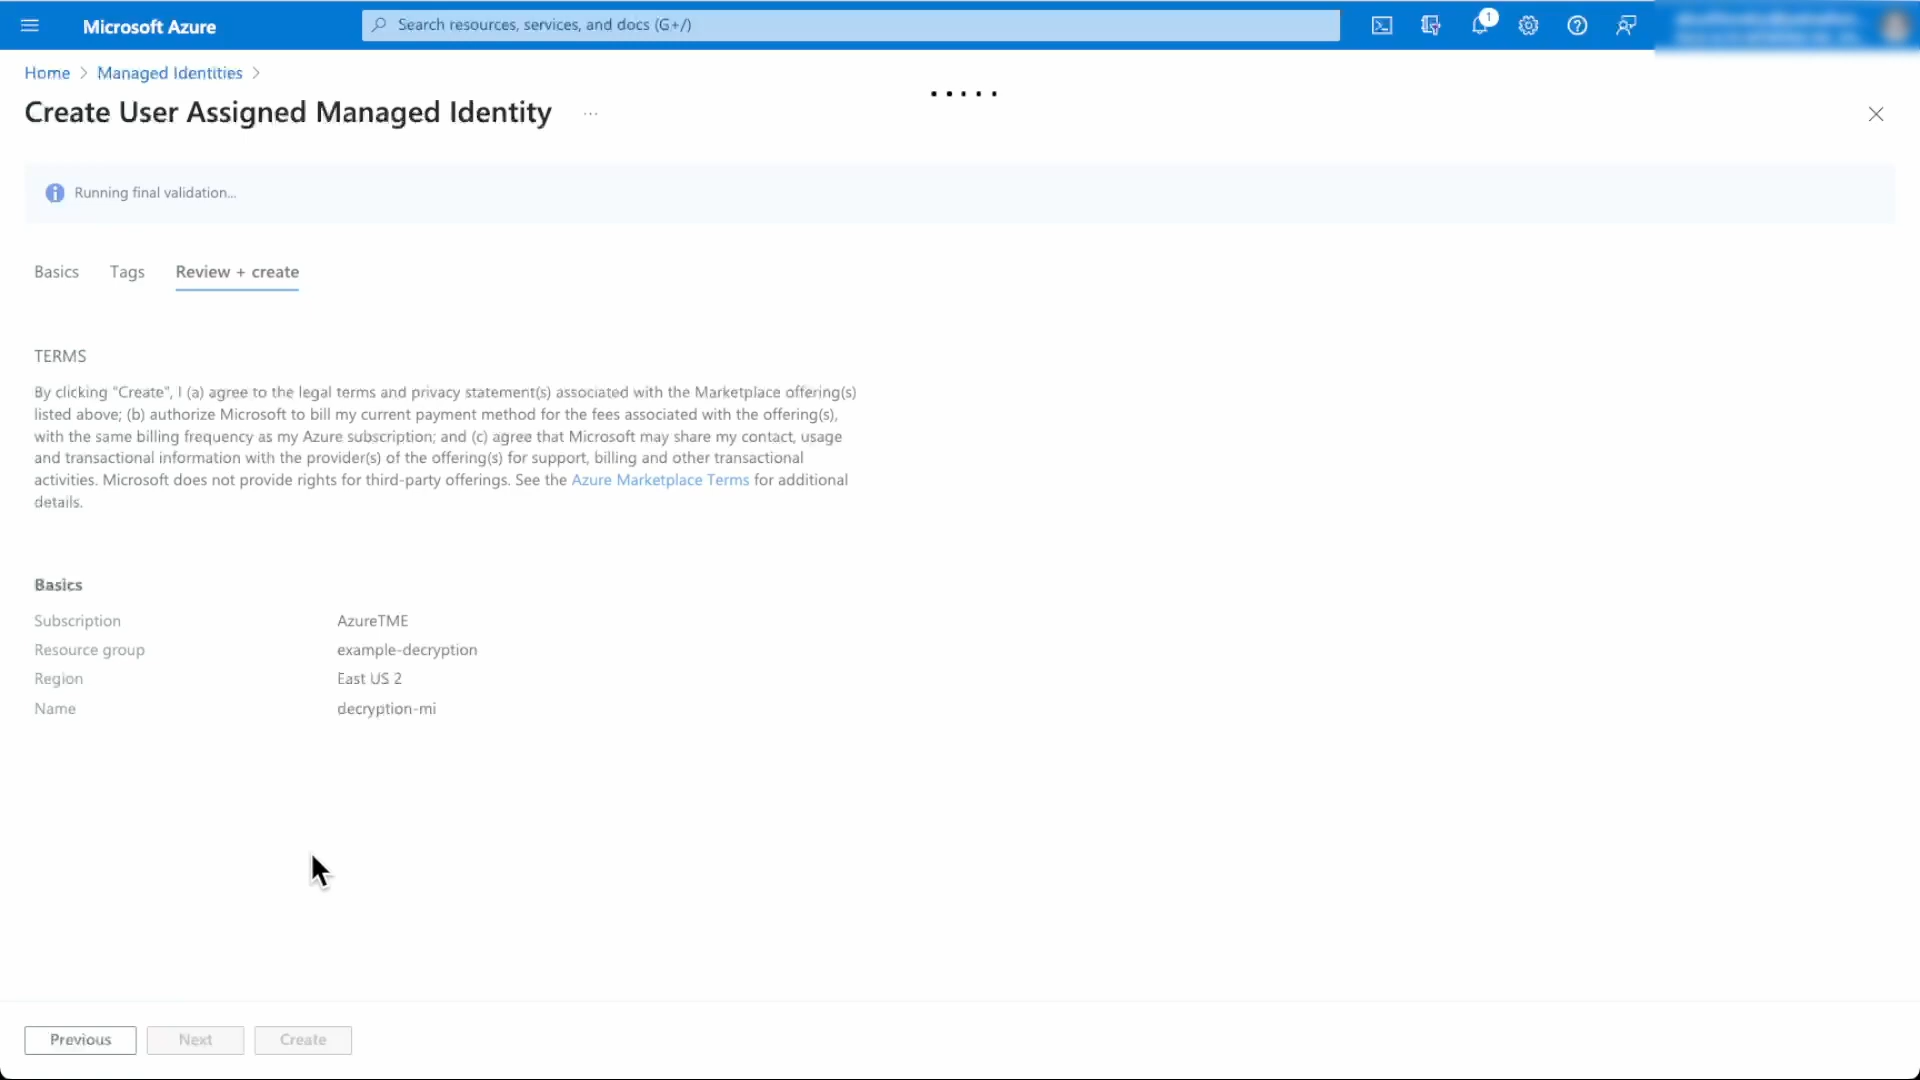 Microsoft Azure
Search resources, services, and docs (G+/)
1
Home > Managed Identities >
Create User Assigned Managed Identity ...
Running final validation...
Basics Tags Review + create
TERMS
By clicking "Create", I (a) agree to the legal terms and privacy statement(s) associated with the Marketplace offering(s)
listed above; (b) authorize Microsoft to bill my current payment method for the fees associated with the offering(s),
with the same billing frequency as my Azure subscription; and (c) agree that Microsoft may share my contact, usage
and transactional information with the provider(s) of the offering(s) for support, billing and other transactional
activities. Microsoft does not provide rights for third-party offerings. See the Azure Marketplace Terms for additional
details.
Basics
Subscription AzureTME
Resource group example-decryption
Region East US 2
Name decryption-mi
Previous Next Create